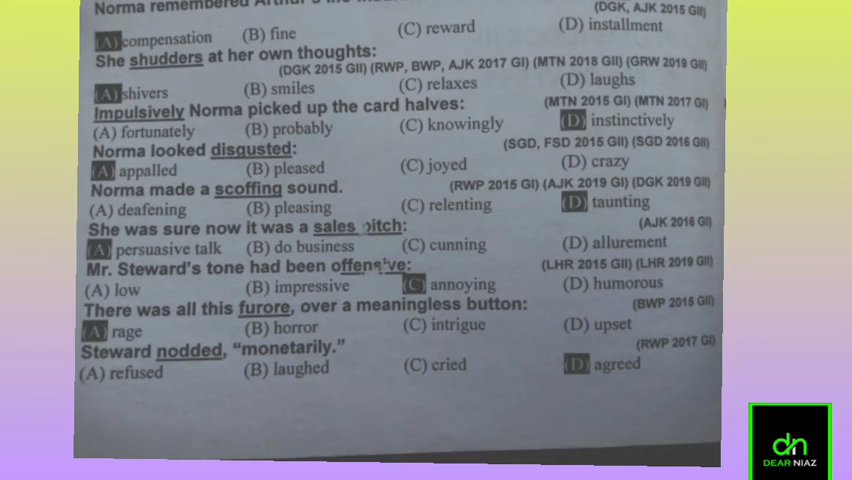 Norma remembered Arthur's life
(DGK, AJK 2015 GII)
(A) compensation (B) fine (C) reward (D) installment
She shudders at her own thoughts:
(DGK 2015 GII) (RWP, BWP, AJK 2017 GI) (MTN 2018 GII) (GRW 2019 GII)
(A) shivers (B) smiles (C) relaxes (D) laughs
Impulsively Norma picked up the card halves: (MTN 2015 GI) (MTN 2017 GI)
(A) fortunately (B) probably (C) knowingly (D) instinctively
Norma looked disgusted: (SGD, FSD 2015 GII) (SGD 2016 GII)
(A) appalled (B) pleased (C) joyed (D) crazy
Norma made a scoffing sound. (RWP 2015 GI) (AJK 2019 GI) (DGK 2019 GII)
(A) deafening (B) pleasing (C) relenting (D) taunting
She was sure now it was a sales pitch: (AJK 2016 GI)
(A) persuasive talk (B) do business (C) cunning (D) allurement
Mr. Steward's tone had been offensive: (LHR 2015 GII) (LHR 2019 GII)
(A) low (B) impressive (C) annoying (D) humorous
There was all this furore, over a meaningless button: (BWP 2015 GII)
(A) rage (B) horror (C) intrigue (D) upset
Steward nodded, "monetarily." (RWP 2017 GI)
(A) refused (B) laughed (C) cried (D) agreed
dn
DEAR NIAZ